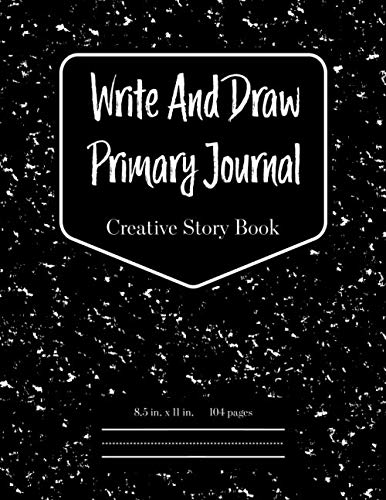 Write And Draw
Primary Journal
Creative Story Book
8.5 in. x 11 in. 104 pages